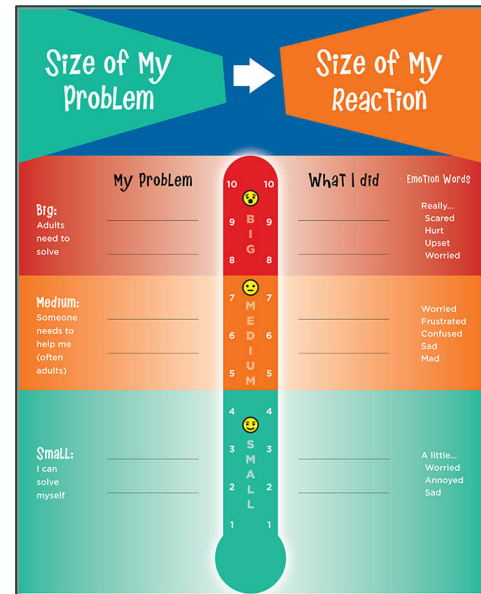 Size of My
Problem
Size of My
Reaction
My Problem
What I did
Emotion Words
10 10
9 9
8 8
BIG
Big:
Adults
need to
solve
Really...
Scared
Hurt
Upset
Worried
7 7
6 6
5 5
MEDIUM
Medium:
Someone
needs to
help me
(often
adults)
Worried
Frustrated
Confused
Sad
Mad
4 4
3 3
2 2
1 1
SMALL
Small:
I can
solve
myself
A little...
Worried
Annoyed
Sad